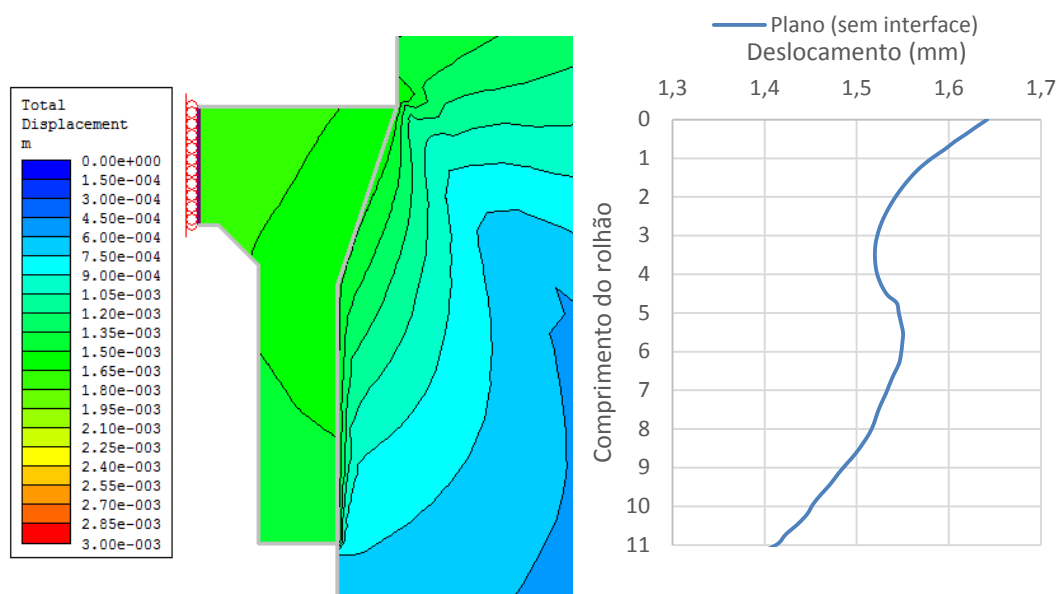 Total
Displacement
m
0.00e+000
1.50e-004
3.00e-004
4.50e-004
6.00e-004
7.50e-004
9.00e-004
1.05e-003
1.20e-003
1.35e-003
1.50e-003
1.65e-003
1.80e-003
1.95e-003
2.10e-003
2.25e-003
2.40e-003
2.55e-003
2.70e-003
2.85e-003
3.00e-003
Plano (sem interface)
Deslocamento (mm)
1,3 1,4 1,5 1,6 1,7
Comprimento do rolhão
0
1
2
3
4
5
6
7
8
9
10
11